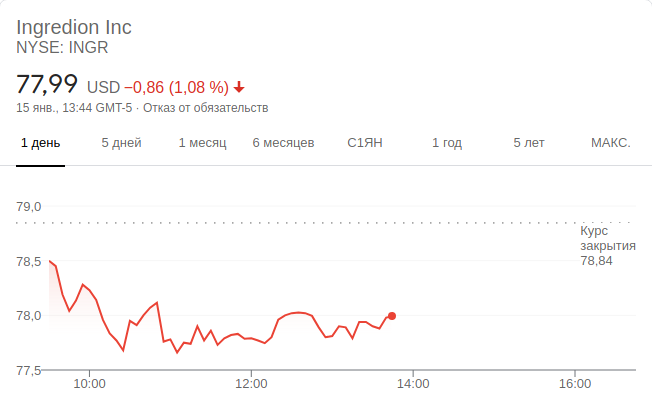 Ingredion Inc
NYSE: INGR
77,99 USD −0,86 (1,08 %)
15 янв., 13:44 GMT-5 · Отказ от обязательств
1 день 5 дней 1 месяц 6 месяцев С1ЯН 1 год 5 лет МАКС.
79,0
Курс
закрытия
78,84
78,5
78,0
77,5
10:00 12:00 14:00 16:00